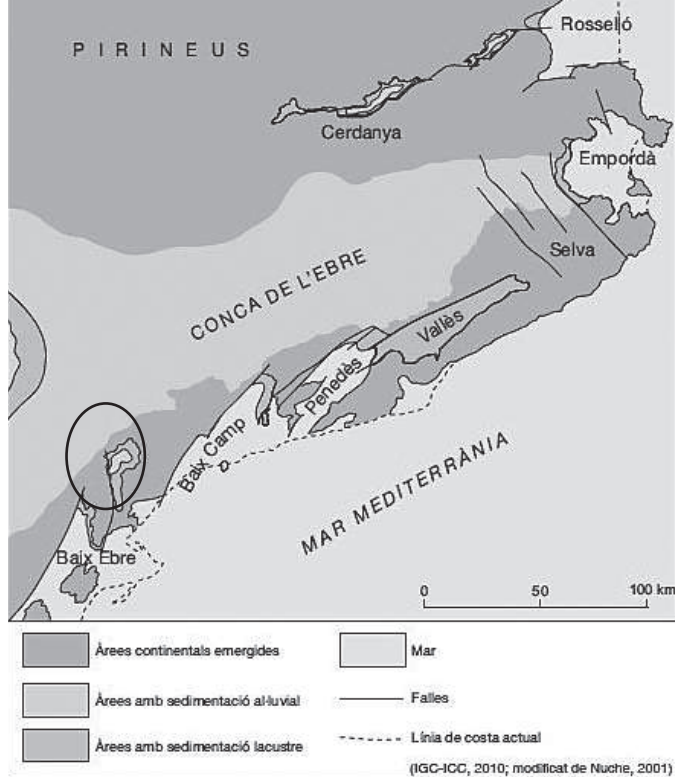 Rosselló
PIRINEUS
Cerdanya
Empordà
Selva
CONCA DE L'EBRE
Vallès
Penedès
Baix Camp
MAR MEDITERRÀNIA
Baix Ebre
0 50 100 km
Àrees continentals emergides
Mar
Àrees amb sedimentació al·luvial
Falles
Àrees amb sedimentació lacustre
Línia de costa actual
(IGC-ICC, 2010; modificat de Nuche, 2001)